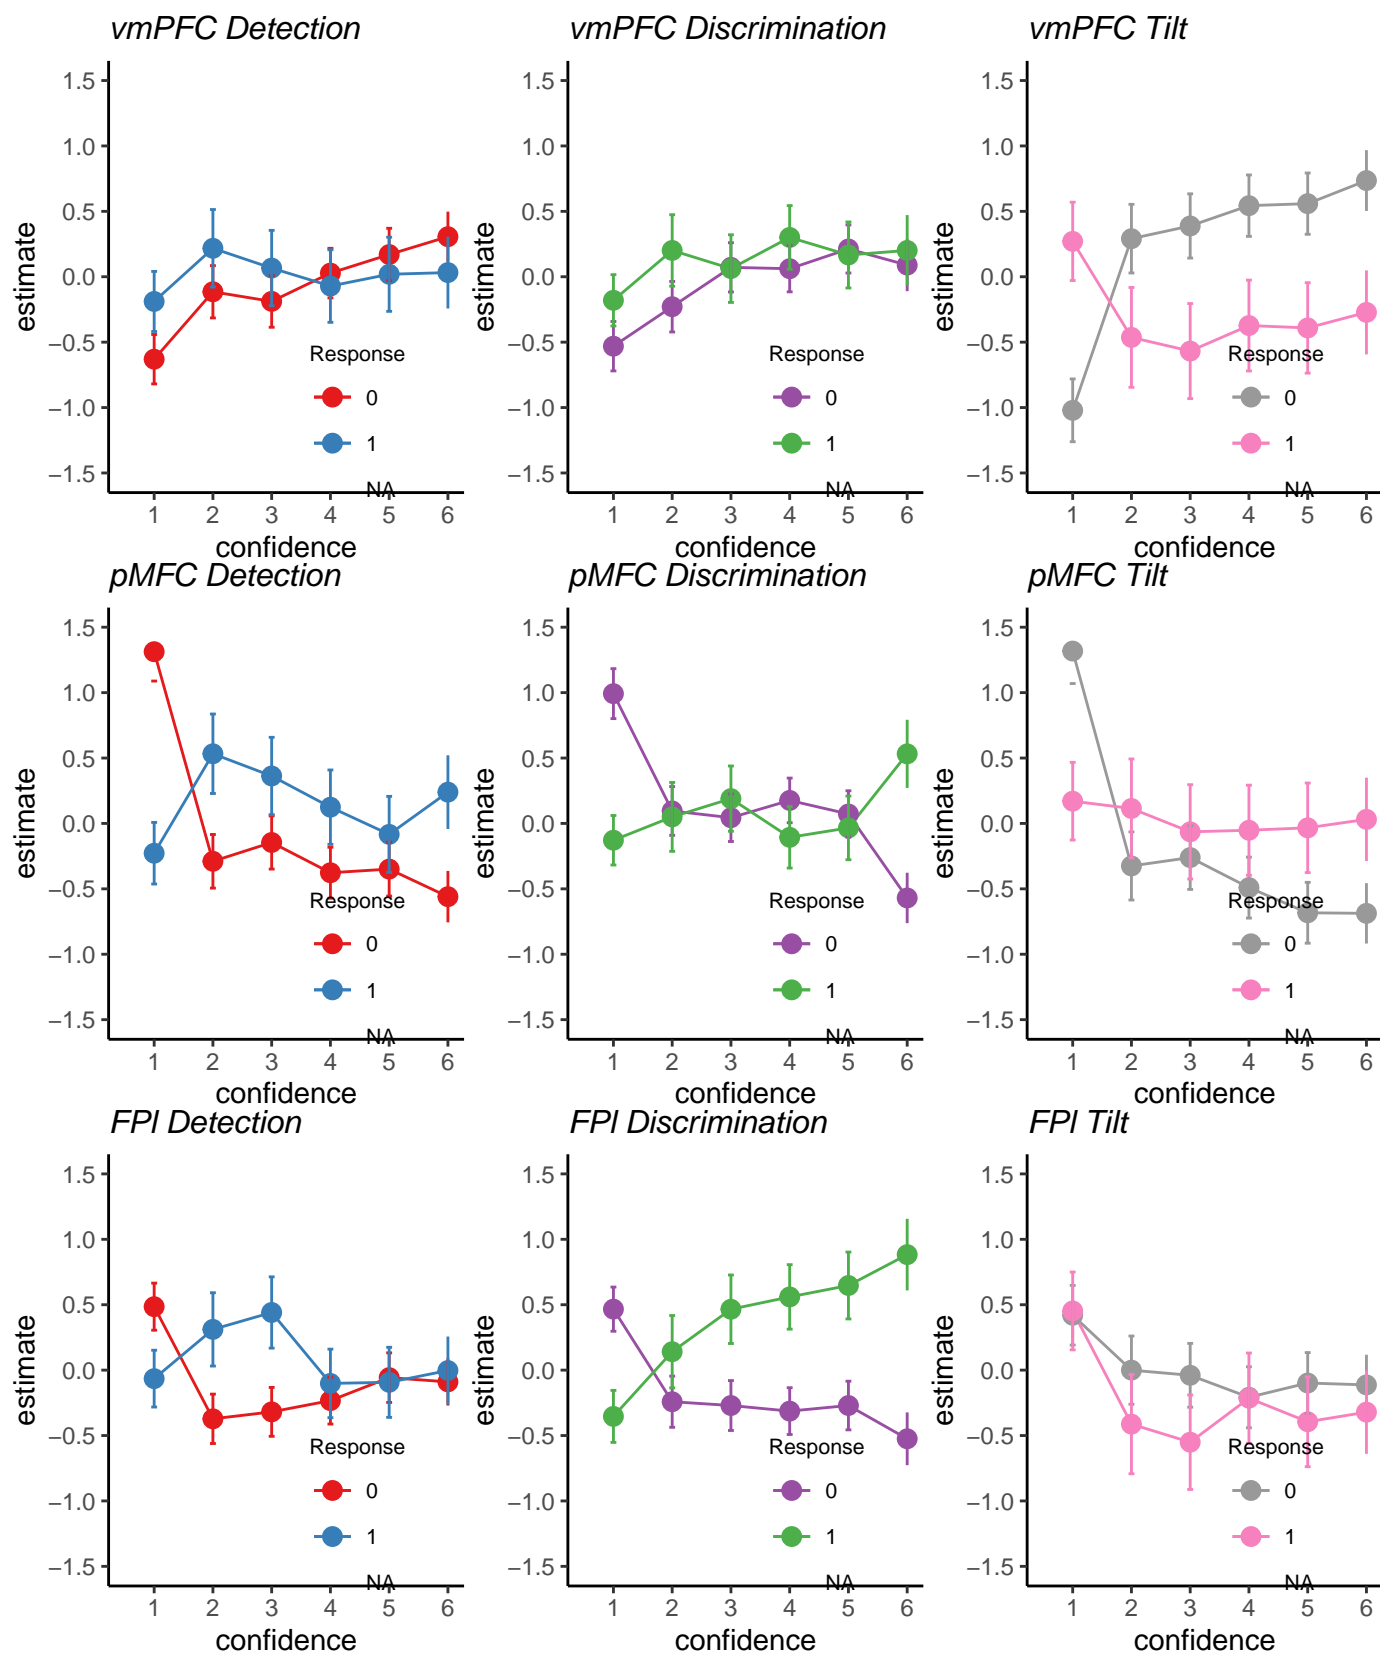 vmPFC Detection
1.5
1.0
0.5
0.0
−0.5
−1.0
−1.5
estimate
Response
0
1
NA
1 2 3 4 5 6
confidence
vmPFC Discrimination
1.5
1.0
0.5
0.0
−0.5
−1.0
−1.5
estimate
Response
0
1
NA
1 2 3 4 5 6
confidence
vmPFC Tilt
1.5
1.0
0.5
0.0
−0.5
−1.0
−1.5
estimate
Response
0
1
NA
1 2 3 4 5 6
confidence
pMFC Detection
1.5
1.0
0.5
0.0
−0.5
−1.0
−1.5
estimate
Response
0
1
NA
1 2 3 4 5 6
confidence
pMFC Discrimination
1.5
1.0
0.5
0.0
−0.5
−1.0
−1.5
estimate
Response
0
1
NA
1 2 3 4 5 6
confidence
pMFC Tilt
1.5
1.0
0.5
0.0
−0.5
−1.0
−1.5
estimate
Response
0
1
NA
1 2 3 4 5 6
confidence
FPl Detection
1.5
1.0
0.5
0.0
−0.5
−1.0
−1.5
estimate
Response
0
1
NA
1 2 3 4 5 6
confidence
FPl Discrimination
1.5
1.0
0.5
0.0
−0.5
−1.0
−1.5
estimate
Response
0
1
NA
1 2 3 4 5 6
confidence
FPl Tilt
1.5
1.0
0.5
0.0
−0.5
−1.0
−1.5
estimate
Response
0
1
NA
1 2 3 4 5 6
confidence